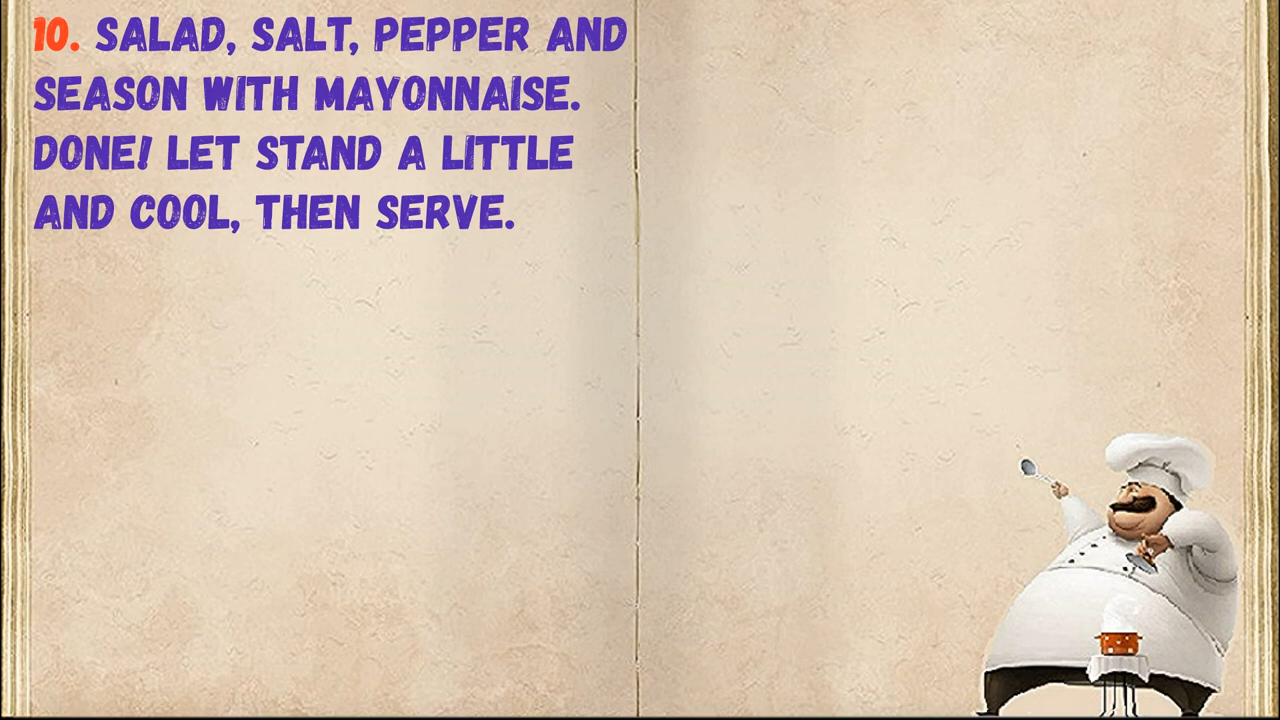 10. SALAD, SALT, PEPPER AND
SEASON WITH MAYONNAISE.
DONE! LET STAND A LITTLE
AND COOL, THEN SERVE.